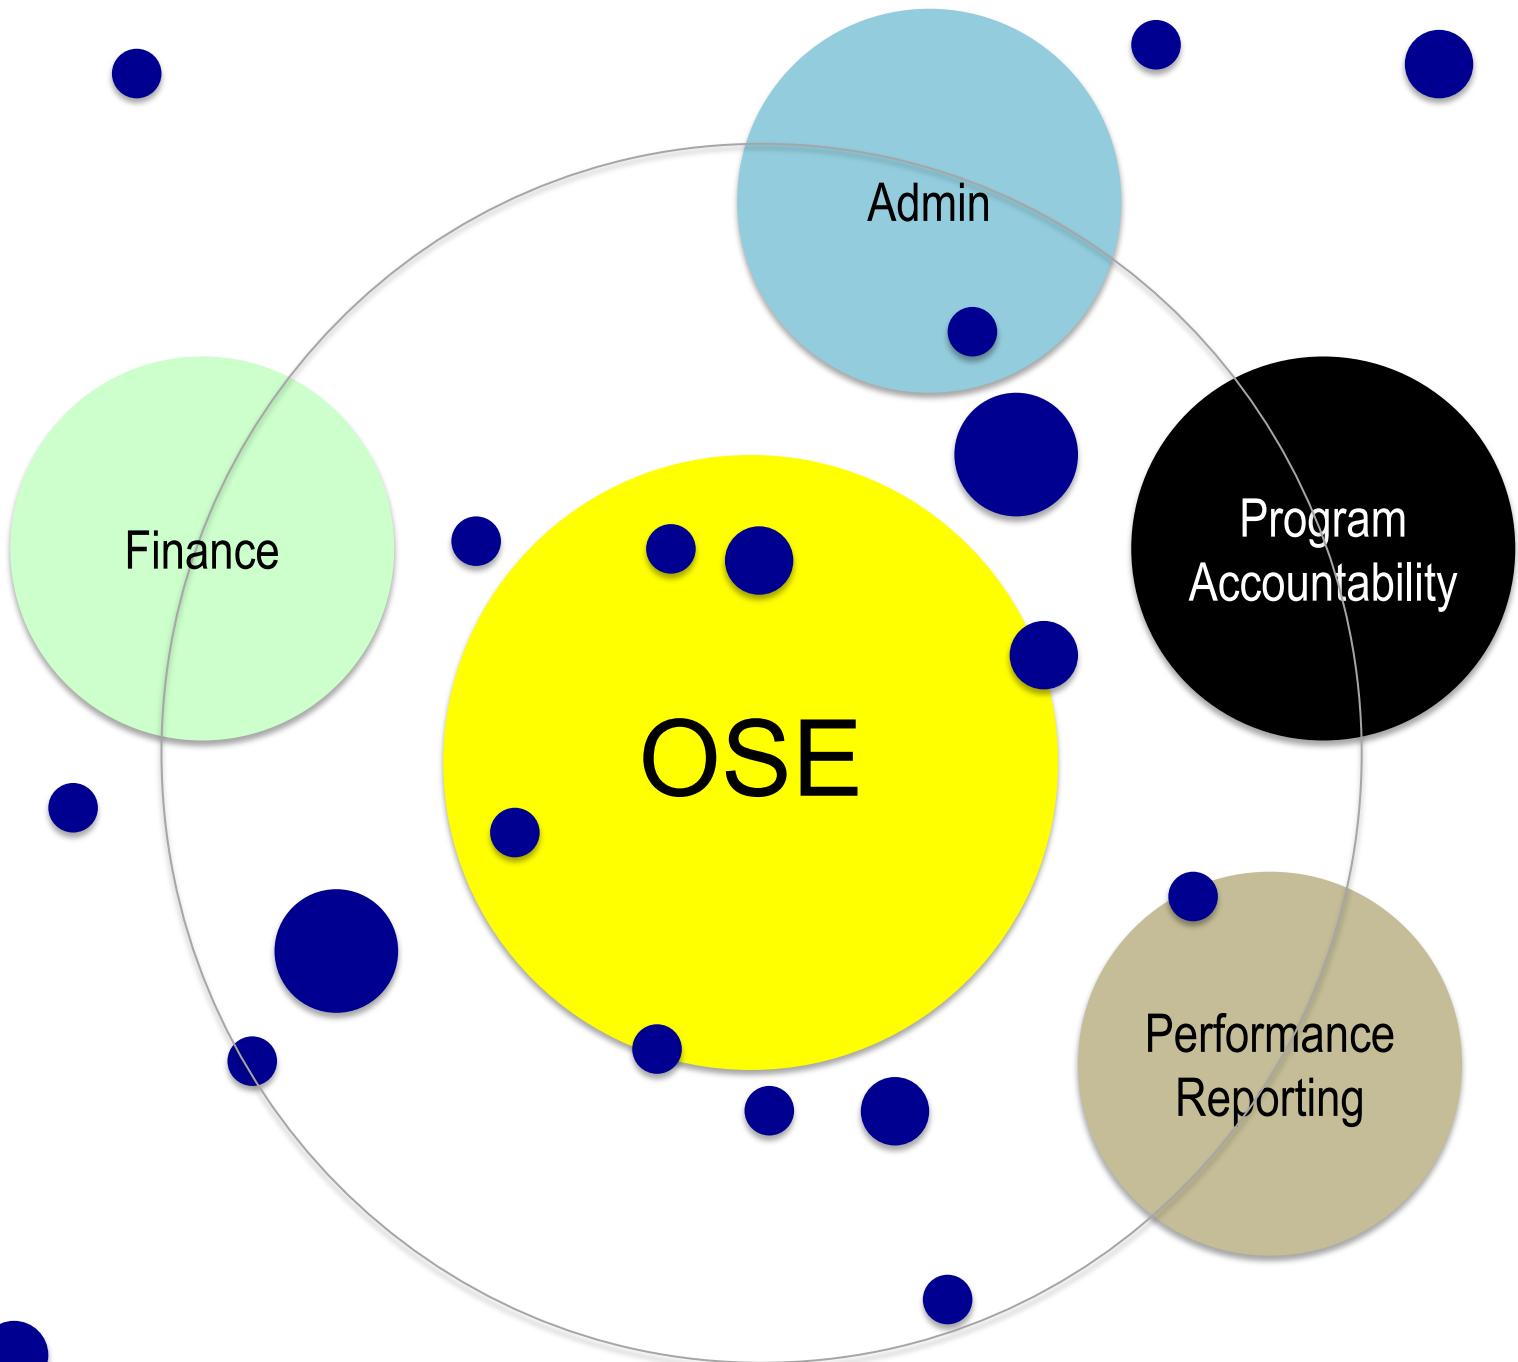 Admin
Program
Accountability
Finance
OSE
Performance
Reporting